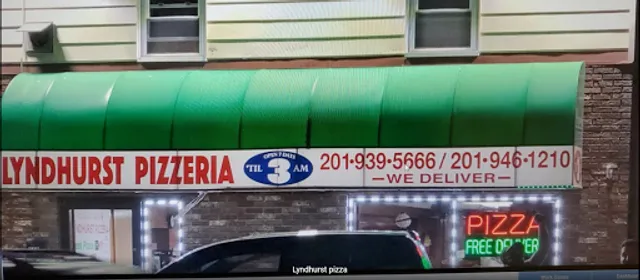 LYNDHURST PIZZERIA
OPEN 7 DAYS
'TIL 3 AM
201·939·5666 / 201·946·1210
—WE DELIVER—
PIZZA
FREE DELIVER
Lyndhurst pizza